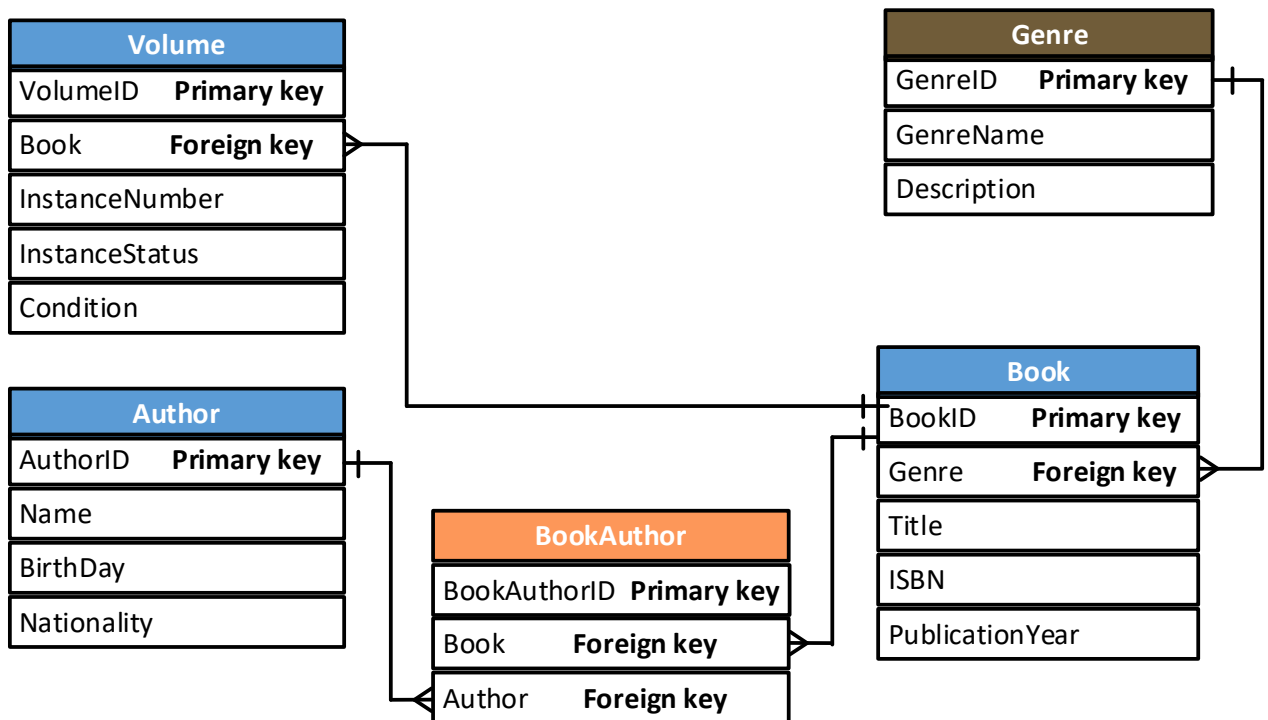 Volume
VolumeID Primary key
Book Foreign key
InstanceNumber
InstanceStatus
Condition
Genre
GenreID Primary key
GenreName
Description
Author
AuthorID Primary key
Name
BirthDay
Nationality
BookAuthor
BookAuthorID Primary key
Book Foreign key
Author Foreign key
Book
BookID Primary key
Genre Foreign key
Title
ISBN
PublicationYear